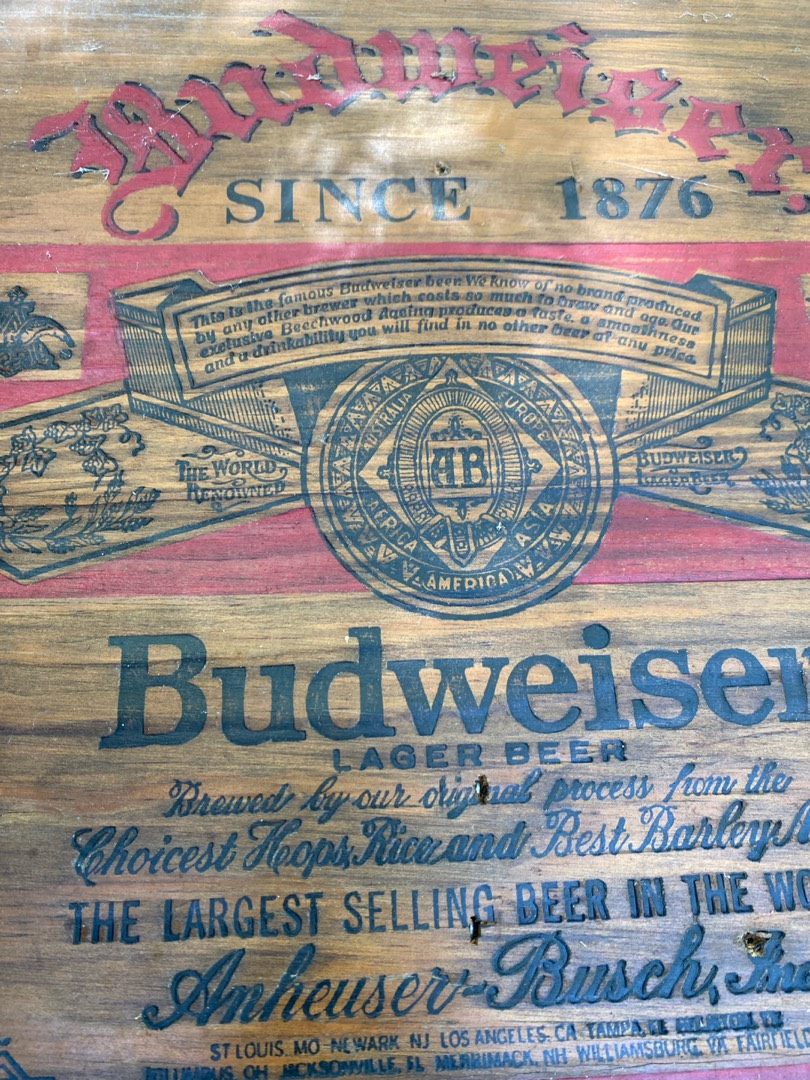 Budweiser
SINCE 1876
This is the famous Budweiser beer. We know of no brand produced
by any other brewer which costs so much to brew and age. Our
exclusive Beechwood Ageing produces a taste, a smoothness
and a drinkability you will find in no other beer at any price.
AUSTRALIA
EUROPE
THE WORLD
RENOWNED
AB
BUDWEISER
LAGER BEER
AFRICA
ASIA
AMERICA
Budweiser
LAGER BEER
Brewed by our original process from the
Choicest Hops, Rice and Best Barley
THE LARGEST SELLING BEER IN THE WO
Anheuser-Busch, Inc
ST LOUIS. MO NEWARK NJ LOS ANGELES. CA TAMPA, FL HOUSTON, TX
COLUMBUS, OH JACKSONVILLE, FL MERRIMACK, NH WILLIAMSBURG, VA FAIRFIELD